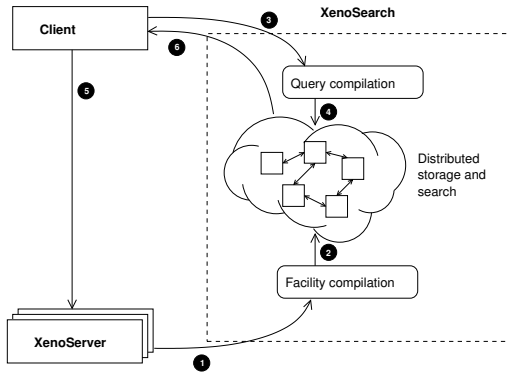 XenoSearch
3
Client
6
Query compilation
5
4
Distributed
storage and
search
2
Facility compilation
XenoServer
1